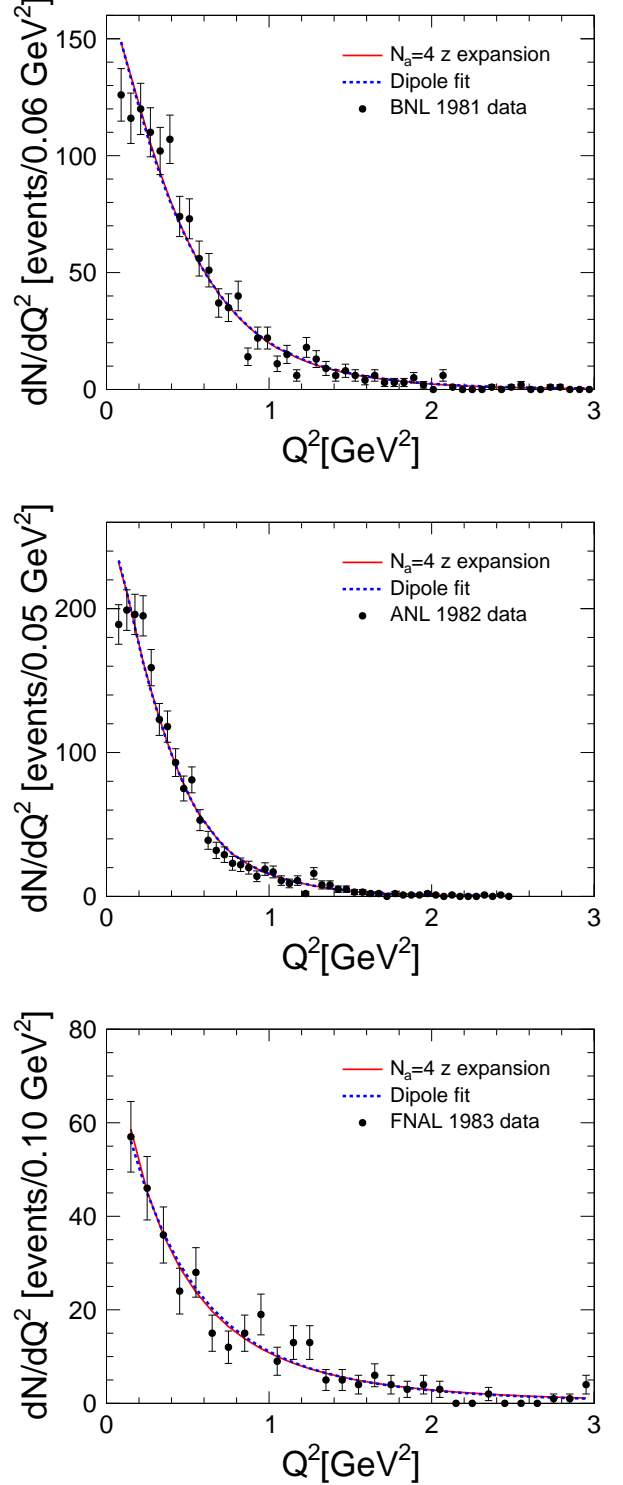 dN/dQ² [events/0.06 GeV²]
150
100
50
0
N_a=4 z expansion
Dipole fit
BNL 1981 data
0 1 2 3
Q²[GeV²]
dN/dQ² [events/0.05 GeV²]
200
100
0
N_a=4 z expansion
Dipole fit
ANL 1982 data
0 1 2 3
Q²[GeV²]
dN/dQ² [events/0.10 GeV²]
80
60
40
20
0
N_a=4 z expansion
Dipole fit
FNAL 1983 data
0 1 2 3
Q²[GeV²]